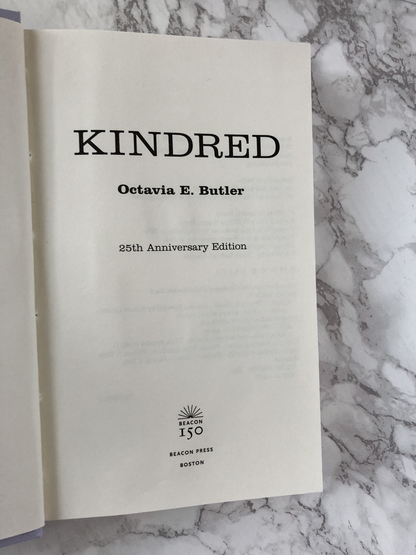 KINDRED
Octavia E. Butler
25th Anniversary Edition
BEACON
150
BEACON PRESS
BOSTON